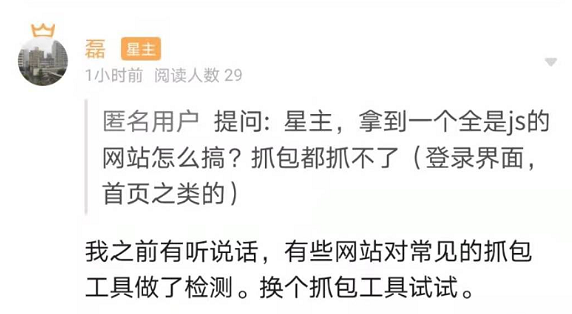 磊 星主
1小时前 阅读人数 29
匿名用户 提问：星主，拿到一个全是js的
网站怎么搞？抓包都抓不了（登录界面，
首页之类的）
我之前有听说话，有些网站对常见的抓包
工具做了检测。换个抓包工具试试。